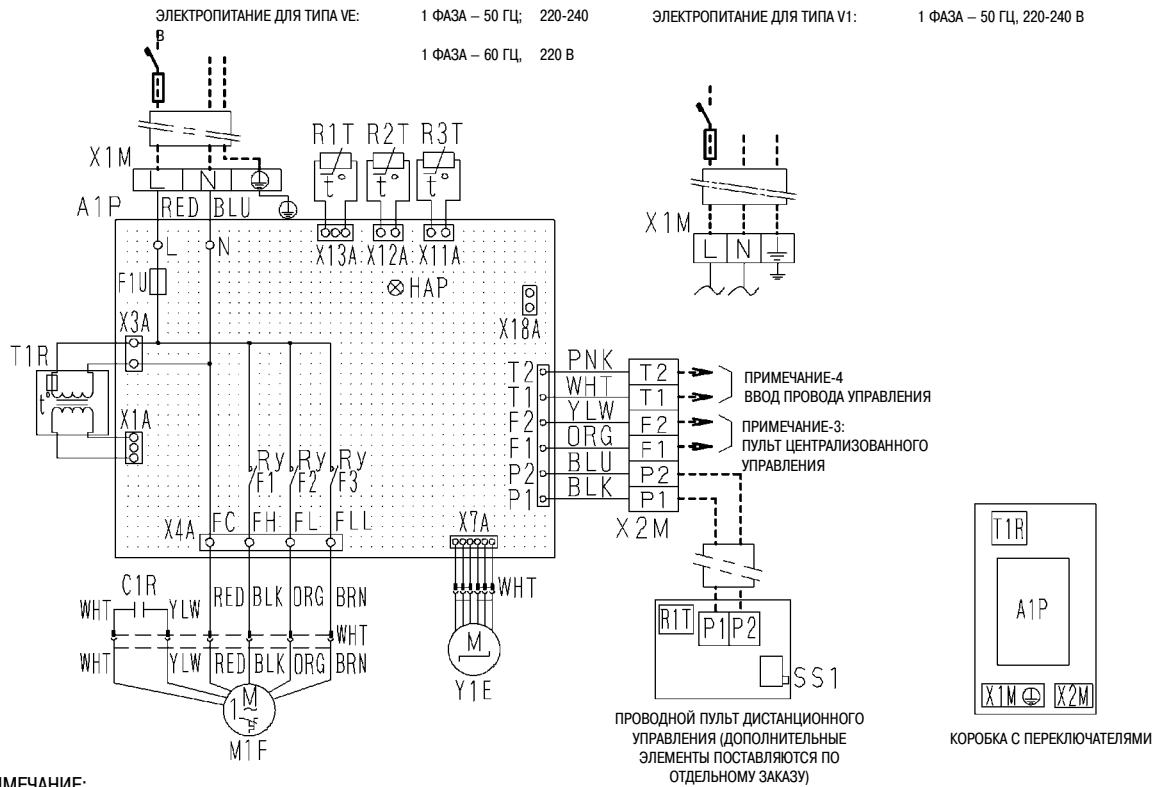 ЭЛЕКТРОПИТАНИЕ ДЛЯ ТИПА VE: 1 ФАЗА – 50 ГЦ; 220-240
В
1 ФАЗА – 60 ГЦ, 220 В
ЭЛЕКТРОПИТАНИЕ ДЛЯ ТИПА V1: 1 ФАЗА – 50 ГЦ, 220-240 В
X1M
L N
A1P RED BLU
R1T R2T R3T
t° t° t°
X13A X12A X11A
X1M
L N
L N
F1U
HAP
X18A
X3A
T1R
t°
X1A
T2 PNK T2
T1 WHT T1
F2 YLW F2
F1 ORG F1
P2 BLU P2
P1 BLK P1
X2M
ПРИМЕЧАНИЕ-4
ВВОД ПРОВОДА УПРАВЛЕНИЯ
ПРИМЕЧАНИЕ-3:
ПУЛЬТ ЦЕНТРАЛИЗОВАННОГО
УПРАВЛЕНИЯ
Ry Ry Ry
F1 F2 F3
X4A FC FH FL FLL
X7A
WHT
M
Y1E
C1R
WHT YLW RED BLK ORG BRN
WHT
WHT YLW RED BLK ORG BRN
M
1~
M1F
R1T P1 P2
SS1
ПРОВОДНОЙ ПУЛЬТ ДИСТАНЦИОННОГО
УПРАВЛЕНИЯ (ДОПОЛНИТЕЛЬНЫЕ
ЭЛЕМЕНТЫ ПОСТАВЛЯЮТСЯ ПО
ОТДЕЛЬНОМУ ЗАКАЗУ)
T1R
A1P
X1M X2M
КОРОБКА С ПЕРЕКЛЮЧАТЕЛЯМИ